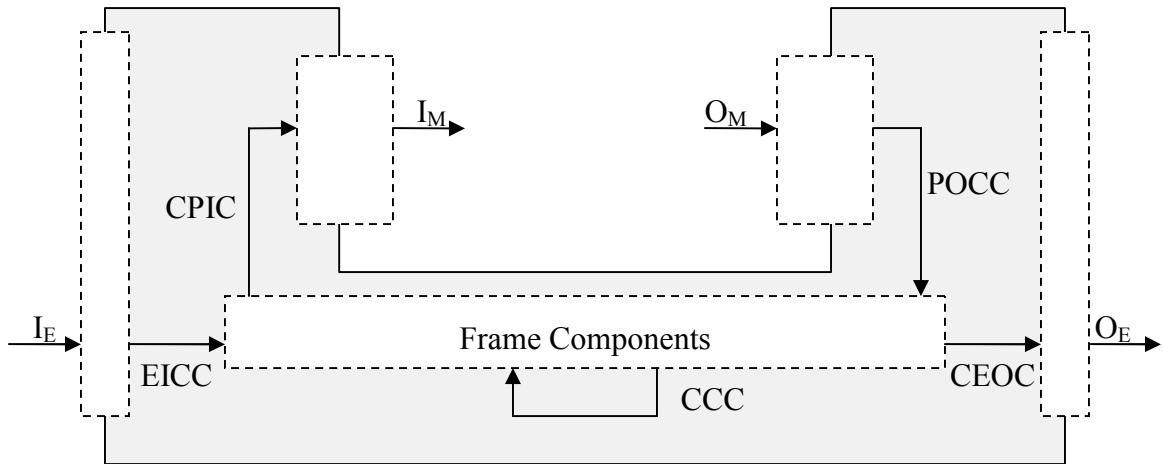 I_M
O_M
CPIC
POCC
I_E
Frame Components
O_E
EICC
CEOC
CCC